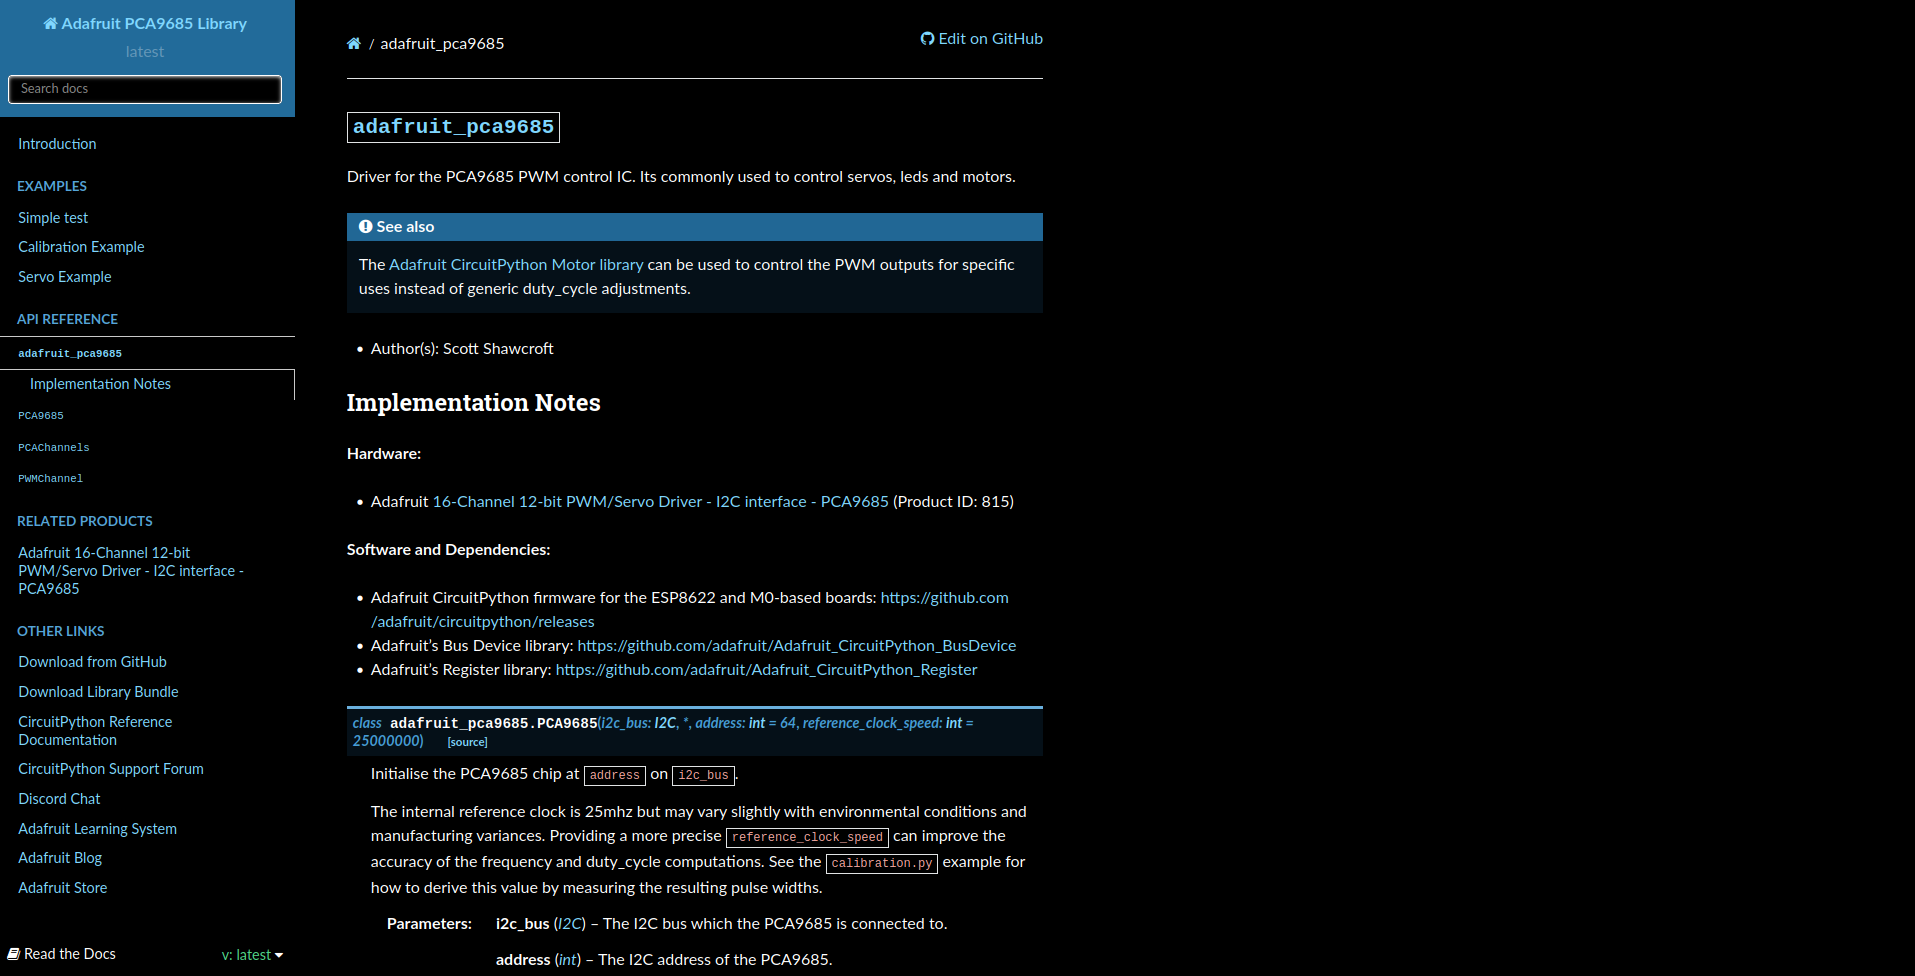 Adafruit PCA9685 Library
latest
Search docs
Introduction
EXAMPLES
Simple test
Calibration Example
Servo Example
API REFERENCE
adafruit_pca9685
Implementation Notes
PCA9685
PCAChannels
PWMChannel
RELATED PRODUCTS
Adafruit 16-Channel 12-bit
PWM/Servo Driver - I2C interface -
PCA9685
OTHER LINKS
Download from GitHub
Download Library Bundle
CircuitPython Reference
Documentation
CircuitPython Support Forum
Discord Chat
Adafruit Learning System
Adafruit Blog
Adafruit Store
Read the Docs
v: latest
/ adafruit_pca9685
Edit on GitHub
adafruit_pca9685
Driver for the PCA9685 PWM control IC. Its commonly used to control servos, leds and motors.
See also
The Adafruit CircuitPython Motor library can be used to control the PWM outputs for specific
uses instead of generic duty_cycle adjustments.
• Author(s): Scott Shawcroft
Implementation Notes
Hardware:
• Adafruit 16-Channel 12-bit PWM/Servo Driver - I2C interface - PCA9685 (Product ID: 815)
Software and Dependencies:
• Adafruit CircuitPython firmware for the ESP8622 and M0-based boards: https://github.com
/adafruit/circuitpython/releases
• Adafruit’s Bus Device library: https://github.com/adafruit/Adafruit_CircuitPython_BusDevice
• Adafruit’s Register library: https://github.com/adafruit/Adafruit_CircuitPython_Register
class adafruit_pca9685.PCA9685(i2c_bus: I2C, *, address: int = 64, reference_clock_speed: int =
25000000) [source]
Initialise the PCA9685 chip at address on i2c_bus.
The internal reference clock is 25mhz but may vary slightly with environmental conditions and
manufacturing variances. Providing a more precise reference_clock_speed can improve the
accuracy of the frequency and duty_cycle computations. See the calibration.py example for
how to derive this value by measuring the resulting pulse widths.
Parameters: i2c_bus (I2C) – The I2C bus which the PCA9685 is connected to.
address (int) – The I2C address of the PCA9685.